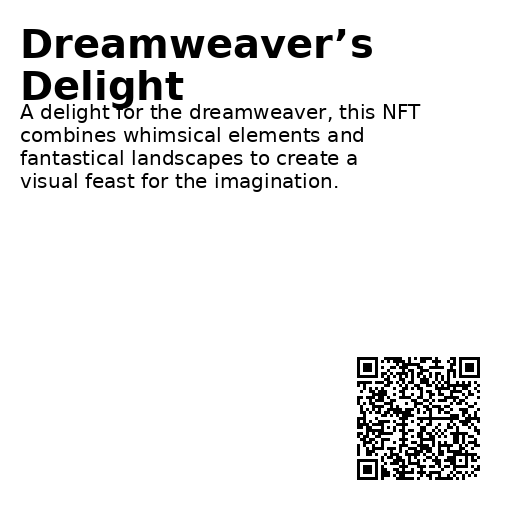 Dreamweaver’s
Delight
A delight for the dreamweaver, this NFT
combines whimsical elements and
fantastical landscapes to create a
visual feast for the imagination.